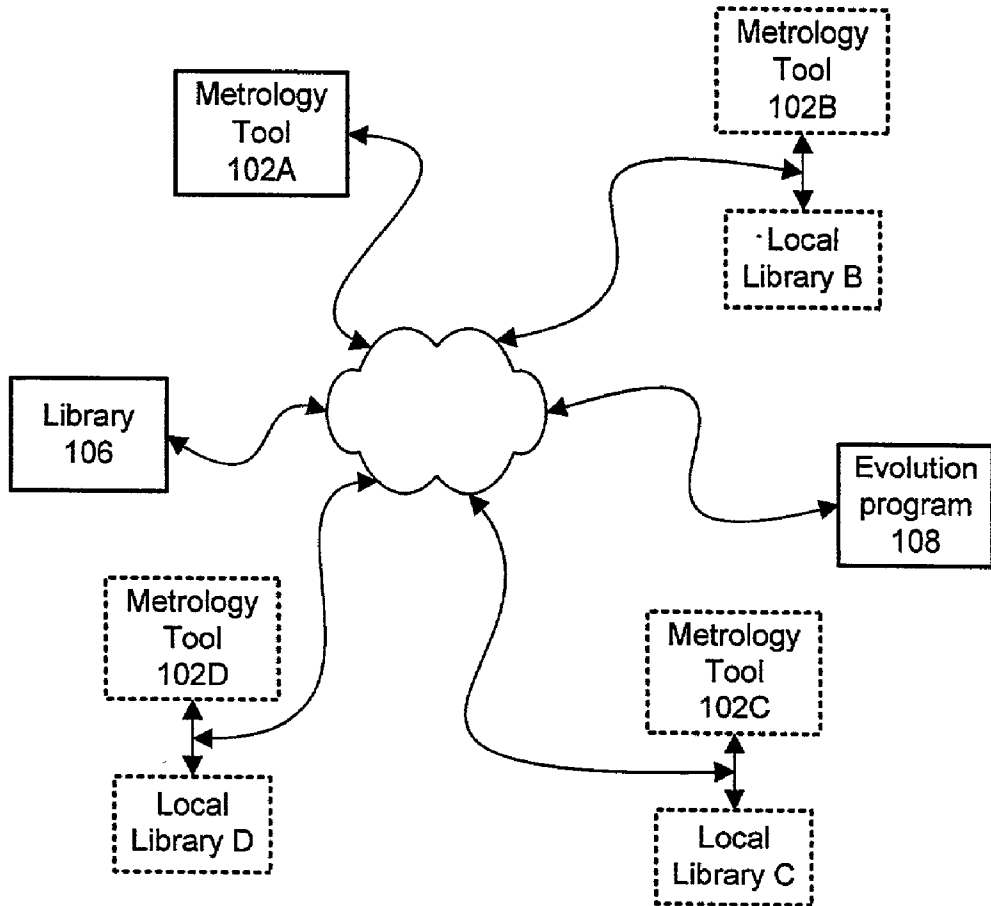 Metrology
Tool
102B
Metrology
Tool
102A
Local
Library B
Library
106
Evolution
program
108
Metrology
Tool
102D
Metrology
Tool
102C
Local
Library D
Local
Library C